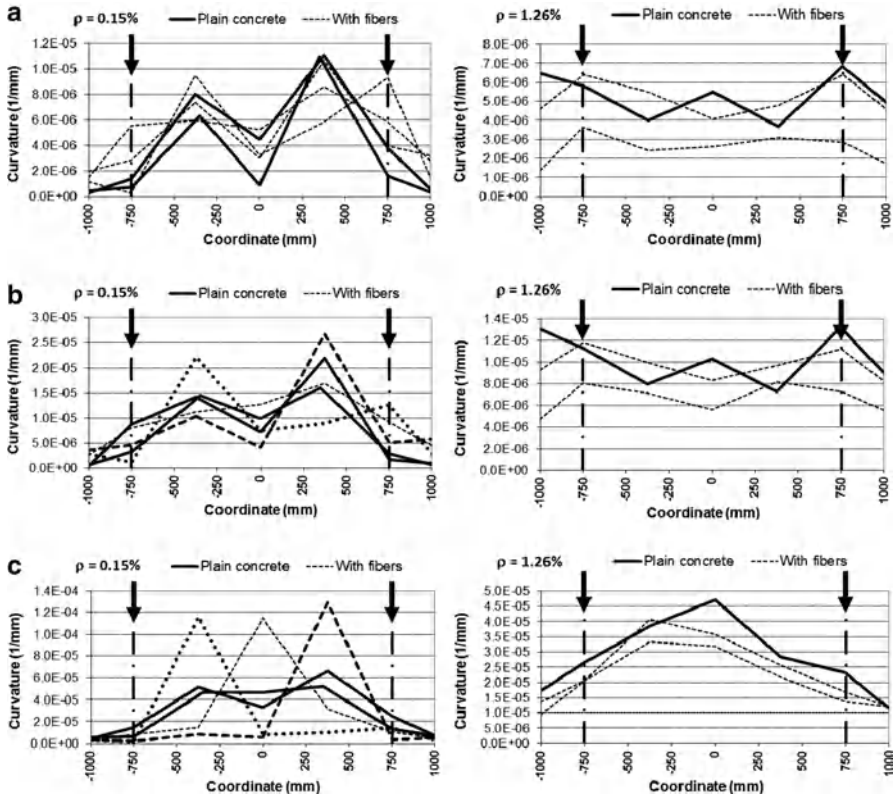 a
ρ = 0.15% Plain concrete With fibers
Curvature (1/mm)
1.2E-05
1.0E-05
8.0E-06
6.0E-06
4.0E-06
2.0E-06
0.0E+00
-1000 -750 -500 -250 0 250 500 750 1000
Coordinate (mm)
ρ = 1.26% Plain concrete With fibers
Curvature (1/mm)
8.0E-06
7.0E-06
6.0E-06
5.0E-06
4.0E-06
3.0E-06
2.0E-06
1.0E-06
0.0E+00
-1000 -750 -500 -250 0 250 500 750 1000
Coordinate (mm)
b
ρ = 0.15% Plain concrete With fibers
Curvature (1/mm)
3.0E-05
2.5E-05
2.0E-05
1.5E-05
1.0E-05
5.0E-06
0.0E+00
-1000 -750 -500 -250 0 250 500 750 1000
Coordinate (mm)
ρ = 1.26% Plain concrete With fibers
Curvature (1/mm)
1.4E-05
1.2E-05
1.0E-05
8.0E-06
6.0E-06
4.0E-06
2.0E-06
0.0E+00
-1000 -750 -500 -250 0 250 500 750 1000
Coordinate (mm)
c
ρ = 0.15% Plain concrete With fibers
Curvature (1/mm)
1.4E-04
1.2E-04
1.0E-04
8.0E-05
6.0E-05
4.0E-05
2.0E-05
0.0E+00
-1000 -750 -500 -250 0 250 500 750 1000
Coordinate (mm)
ρ = 1.26% Plain concrete With fibers
Curvature (1/mm)
5.0E-05
4.5E-05
4.0E-05
3.5E-05
3.0E-05
2.5E-05
2.0E-05
1.5E-05
1.0E-05
5.0E-06
0.0E+00
-1000 -750 -500 -250 0 250 500 750 1000
Coordinate (mm)